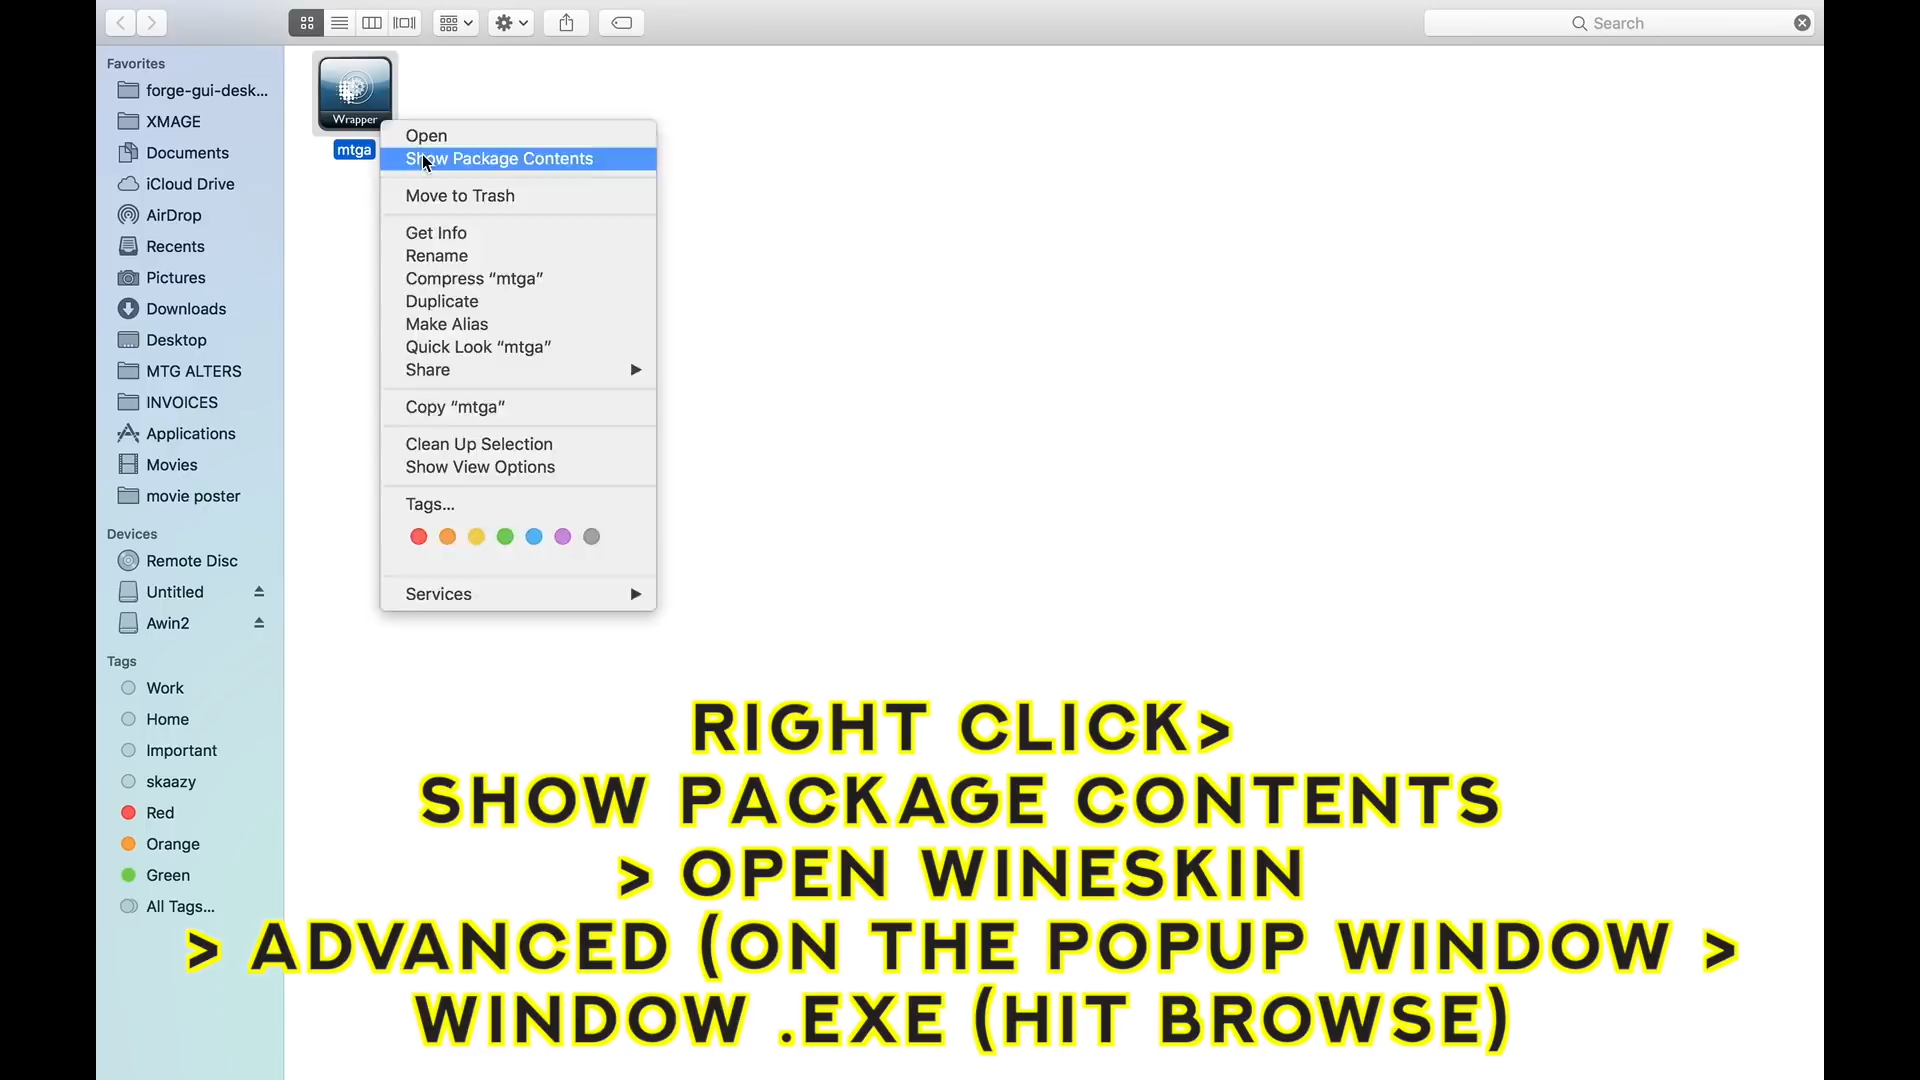 Search
Favorites
forge-gui-desk...
XMAGE
Documents
iCloud Drive
AirDrop
Recents
Pictures
Downloads
Desktop
MTG ALTERS
INVOICES
Applications
Movies
movie poster
Devices
Remote Disc
Untitled
Awin2
Tags
Work
Home
Important
skaazy
Red
Orange
Green
All Tags...
Wrapper
mtga
Open
Show Package Contents
Move to Trash
Get Info
Rename
Compress “mtga”
Duplicate
Make Alias
Quick Look “mtga”
Share
Copy “mtga”
Clean Up Selection
Show View Options
Tags...
Services
RIGHT CLICK>
SHOW PACKAGE CONTENTS
> OPEN WINESKIN
> ADVANCED (ON THE POPUP WINDOW >
WINDOW .EXE (HIT BROWSE)